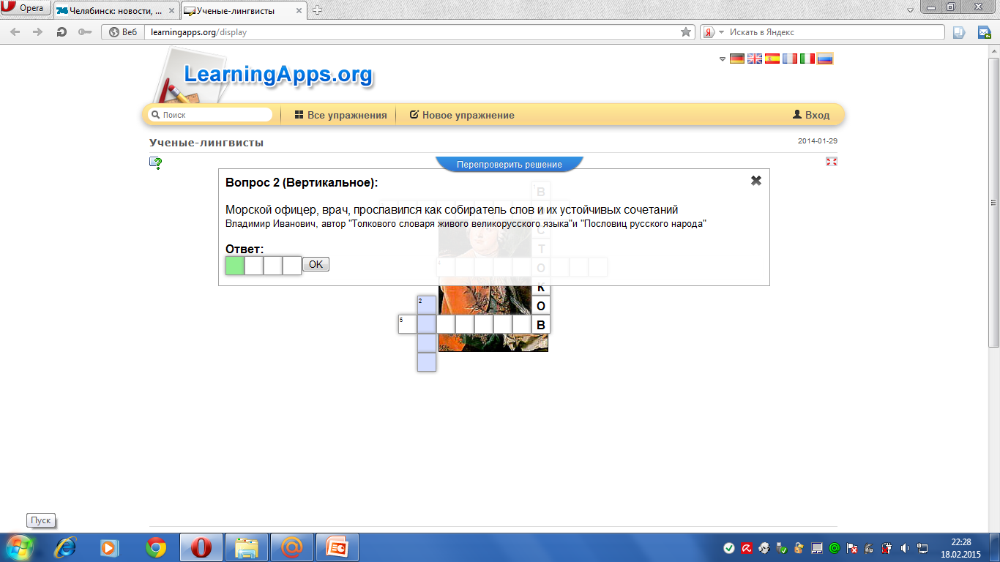 Opera
Челябинск: новости, ...
Ученые-лингвисты
Веб
learningapps.org/display
Искать в Яндекс
LearningApps.org
Поиск
Все упражнения
Новое упражнение
Вход
Ученые-лингвисты
2014-01-29
Перепроверить решение
Вопрос 2 (Вертикальное):
Морской офицер, врач, прославился как собиратель слов и их устойчивых сочетаний
Владимир Иванович, автор "Толкового словаря живого великорусского языка"и "Пословиц русского народа"
Ответ:
OK
В
С
Т
4
О
К
2
О
5
В
Пуск
22:28
18.02.2015